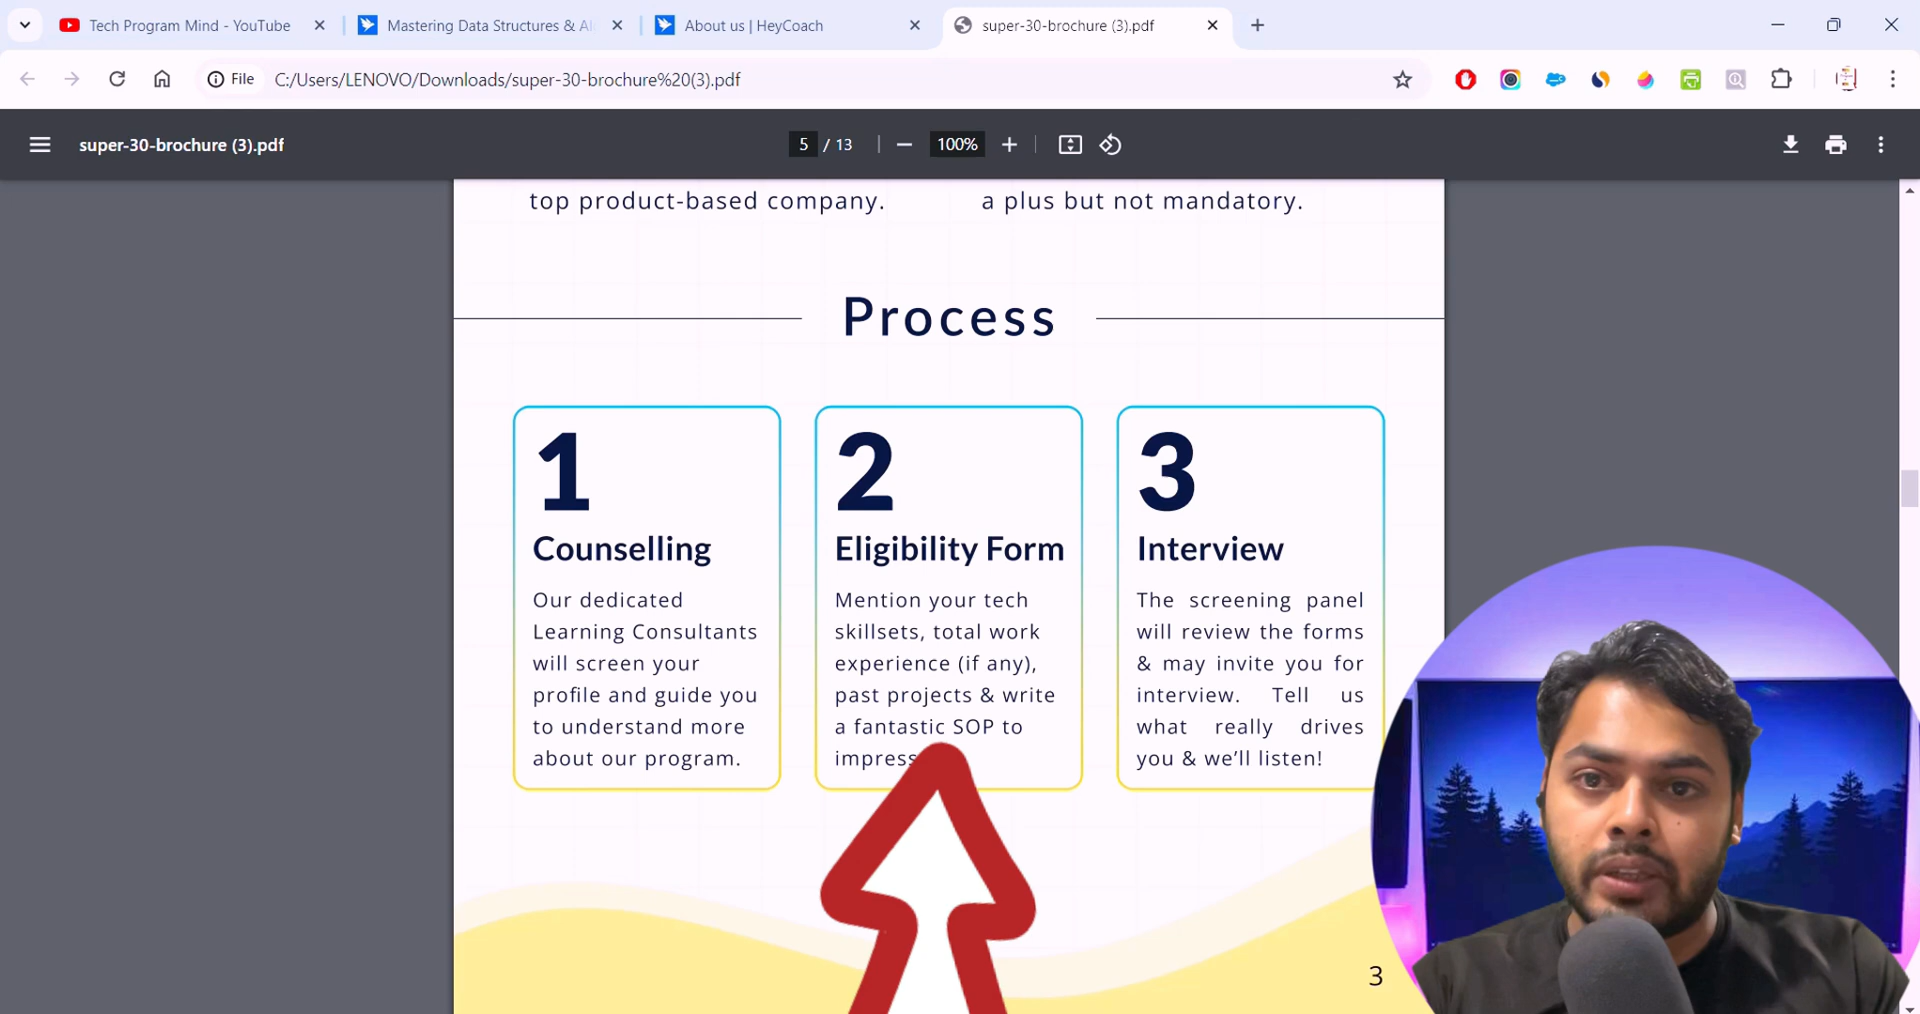 Tech Program Mind - YouTube
Mastering Data Structures & Al
About us | HeyCoach
super-30-brochure (3).pdf
File
C:/Users/LENOVO/Downloads/super-30-brochure%20(3).pdf
super-30-brochure (3).pdf
5 / 13
100%
top product-based company.
a plus but not mandatory.
Process
1
Counselling
Our dedicated
Learning Consultants
will screen your
profile and guide you
to understand more
about our program.
2
Eligibility Form
Mention your tech
skillsets, total work
experience (if any),
past projects & write
a fantastic SOP to
impress
3
Interview
The screening panel
will review the forms
& may invite you for
interview. Tell us
what really drives
you & we’ll listen!
3